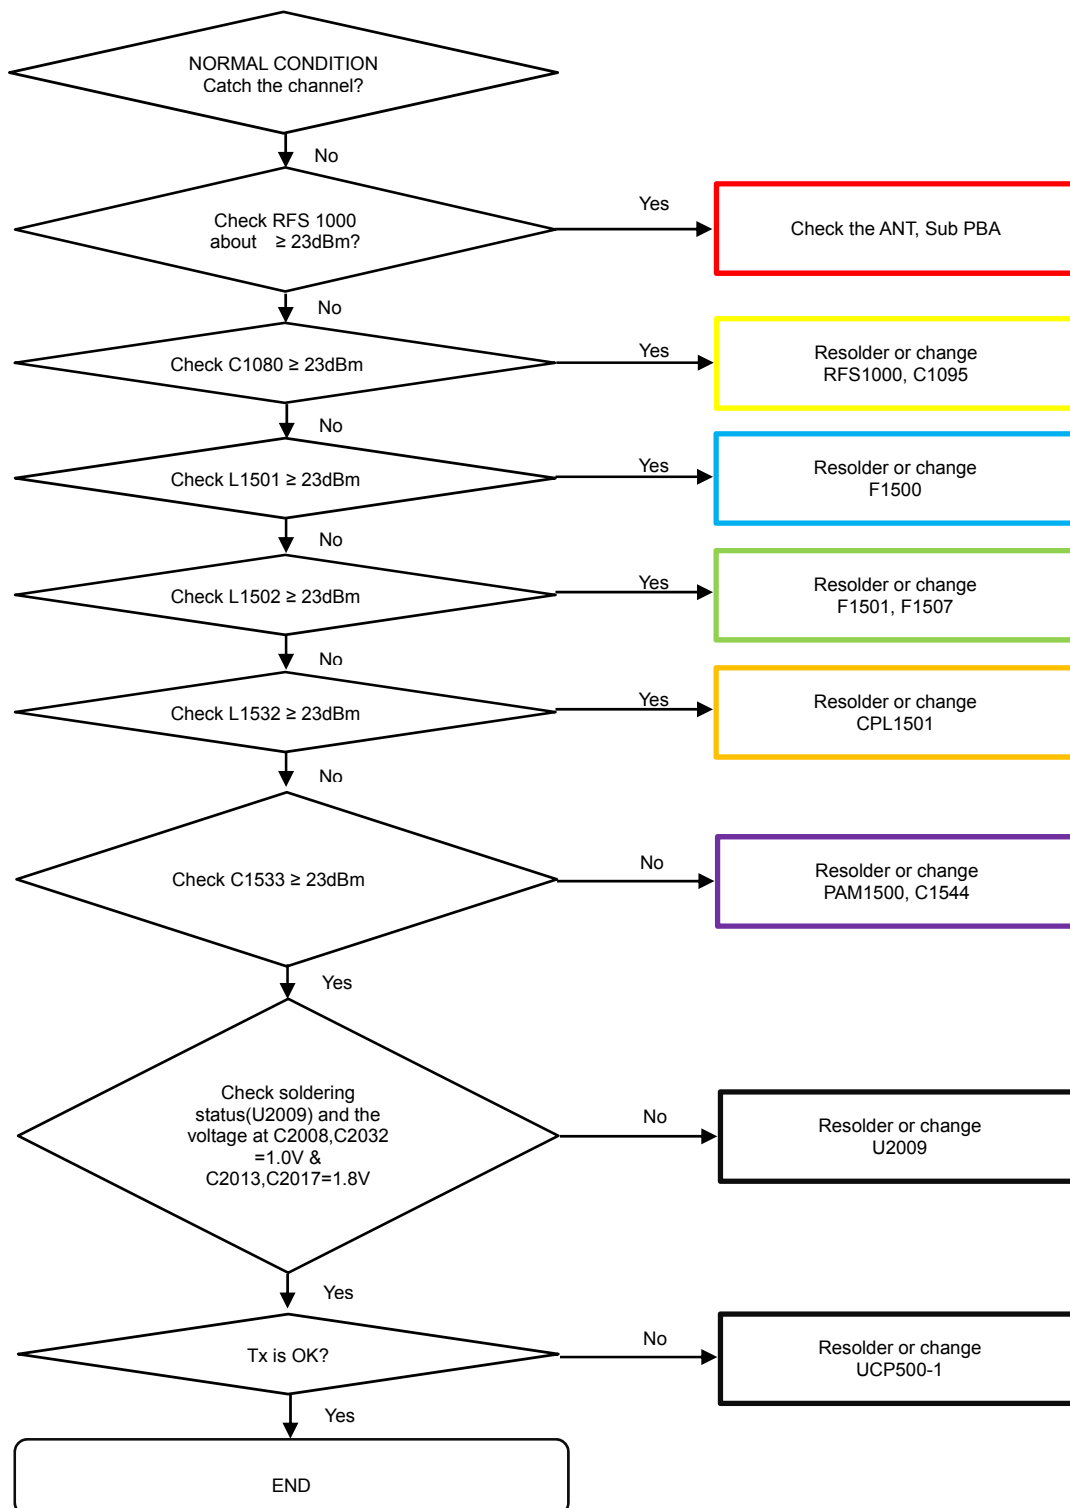 NORMAL CONDITION
Catch the channel?
No
Check RFS 1000
about ≥ 23dBm?
Yes
Check the ANT, Sub PBA
No
Check C1080 ≥ 23dBm
Yes
Resolder or change
RFS1000, C1095
No
Check L1501 ≥ 23dBm
Yes
Resolder or change
F1500
No
Check L1502 ≥ 23dBm
Yes
Resolder or change
F1501, F1507
No
Check L1532 ≥ 23dBm
Yes
Resolder or change
CPL1501
No
Check C1533 ≥ 23dBm
No
Resolder or change
PAM1500, C1544
Yes
Check soldering
status(U2009) and the
voltage at C2008,C2032
=1.0V &
C2013,C2017=1.8V
No
Resolder or change
U2009
Yes
Tx is OK?
No
Resolder or change
UCP500-1
Yes
END